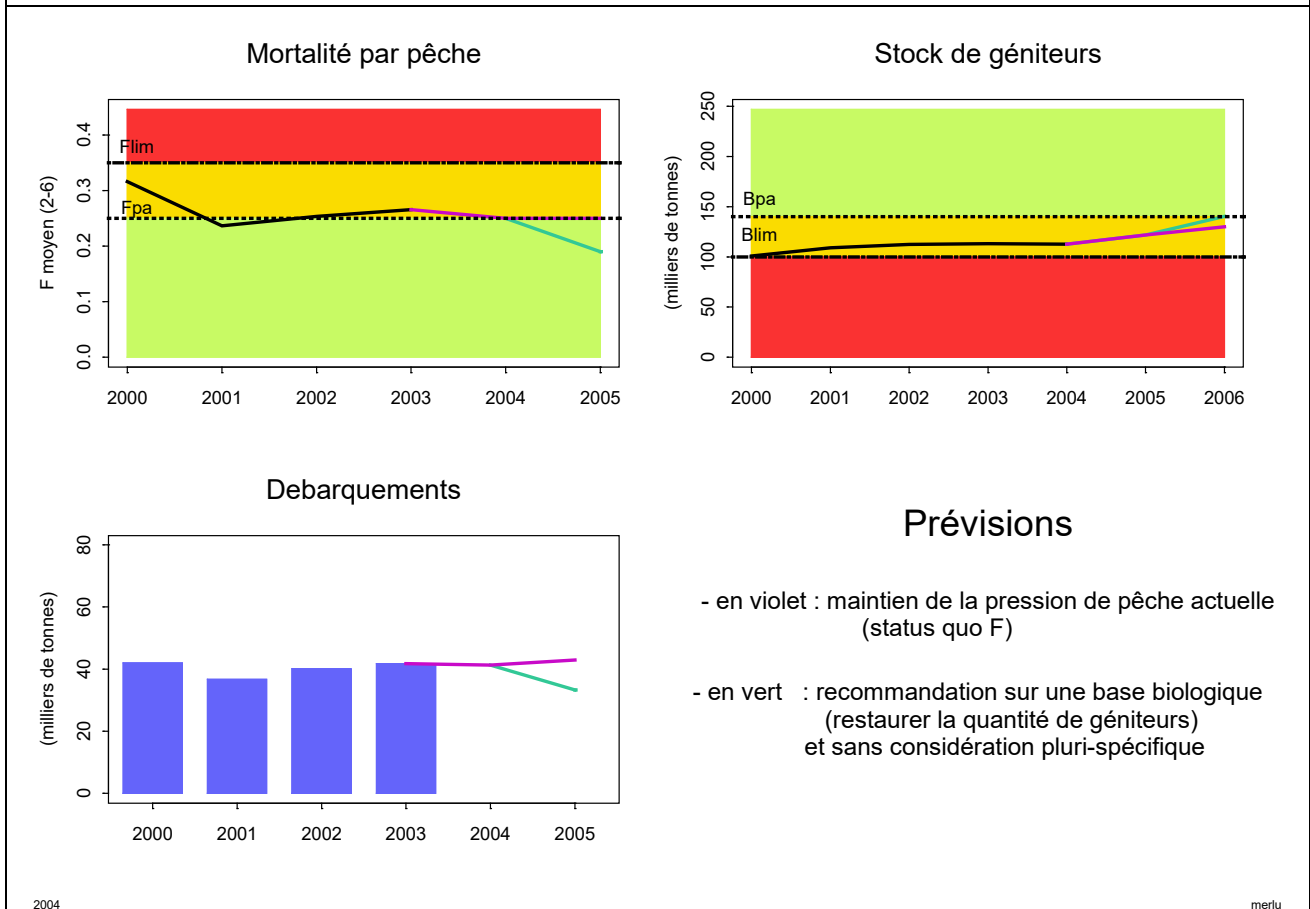 Mortalité par pêche
F moyen (2-6)
0.0 0.1 0.2 0.3 0.4
Flim
Fpa
2000 2001 2002 2003 2004 2005
Stock de géniteurs
(milliers de tonnes)
0 50 100 150 200 250
Bpa
Blim
2000 2001 2002 2003 2004 2005 2006
Debarquements
(milliers de tonnes)
0 20 40 60 80
2000 2001 2002 2003 2004 2005
Prévisions
- en violet : maintien de la pression de pêche actuelle
(status quo F)
- en vert : recommandation sur une base biologique
(restaurer la quantité de géniteurs)
et sans considération pluri-spécifique
2004
merlu